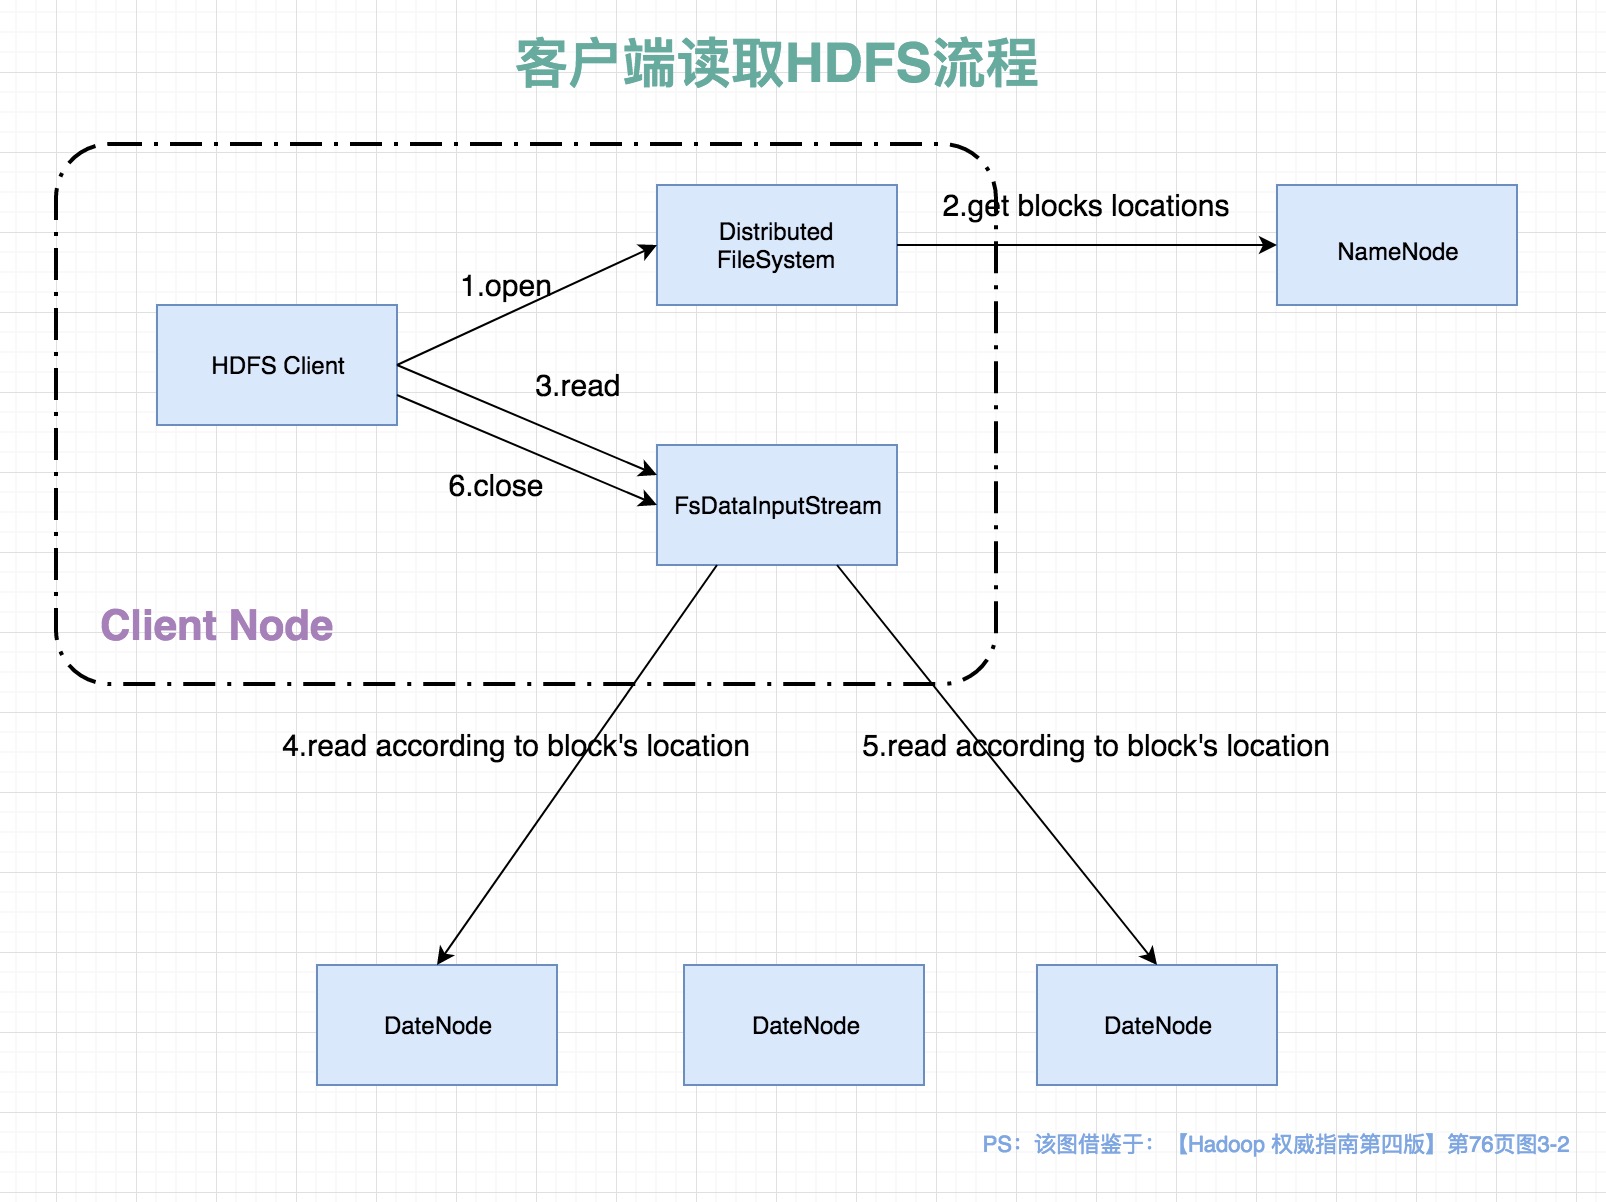 客户端读取HDFS流程
Distributed
FileSystem
2.get blocks locations
NameNode
1.open
HDFS Client
3.read
6.close
FsDataInputStream
Client Node
4.read according to block's location
5.read according to block's location
DateNode
DateNode
DateNode
PS：该图借鉴于：【Hadoop 权威指南第四版】第76页图3-2